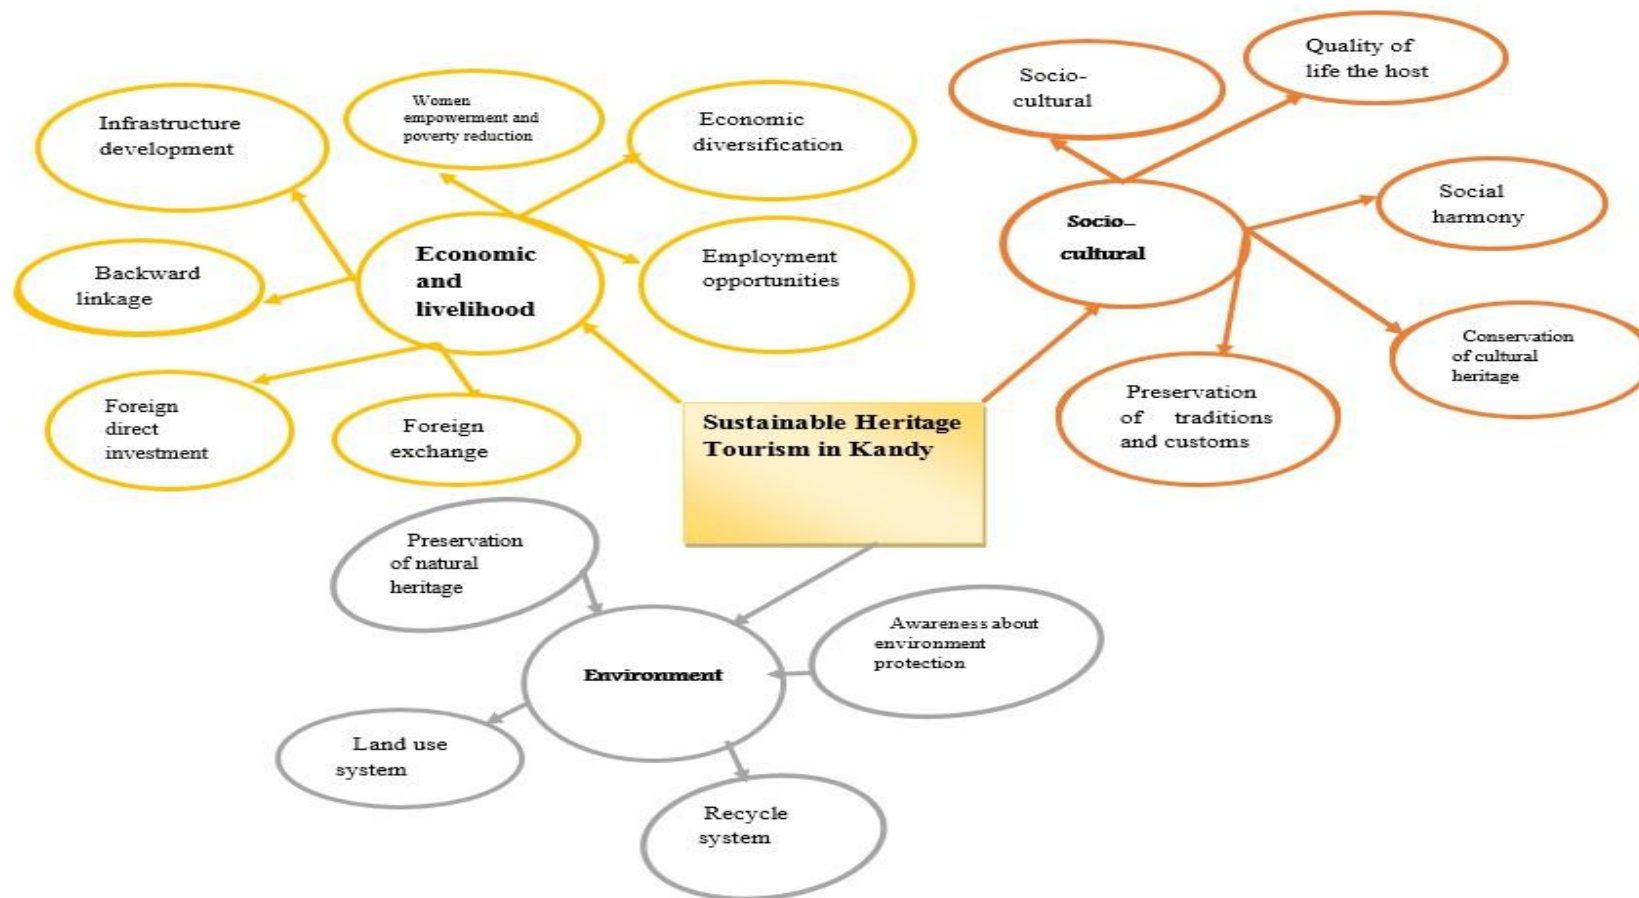 Infrastructure
development
Women
empowerment and
poverty reduction
Economic
diversification
Backward
linkage
Economic
and
livelihood
Employment
opportunities
Foreign
direct
investment
Foreign
exchange
Socio-
cultural
Quality of
life the host
Socio-
cultural
Social
harmony
Conservation
of cultural
heritage
Preservation
of traditions
and customs
Sustainable Heritage
Tourism in Kandy
Preservation
of natural
heritage
Awareness about
environment
protection
Environment
Land use
system
Recycle
system